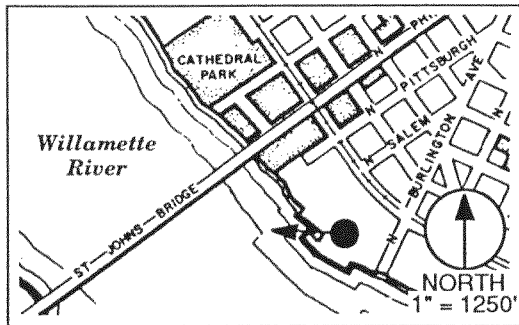 CATHEDRAL
PARK
Willamette
River
ST JOHNS BRIDGE
N
PITTSBURGH
N
SALEM
N
BURLINGTON
AVE
N
NORTH
1" = 1250'